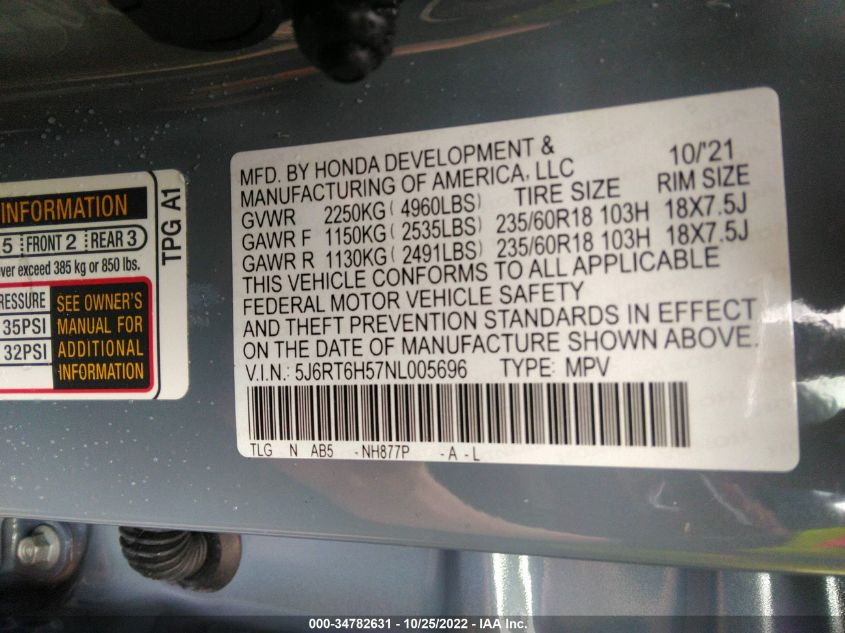 INFORMATION
5 FRONT 2 REAR 3
ver exceed 385 kg or 850 lbs.
RESSURE
35PSI
32PSI
SEE OWNER'S
MANUAL FOR
ADDITIONAL
INFORMATION
TPG A1
MFD. BY HONDA DEVELOPMENT & 10/'21
MANUFACTURING OF AMERICA, LLC
TIRE SIZE RIM SIZE
GVWR 2250KG ( 4960LBS)
GAWR F 1150KG ( 2535LBS) 235/60R18 103H 18X7.5J
GAWR R 1130KG ( 2491LBS) 235/60R18 103H 18X7.5J
THIS VEHICLE CONFORMS TO ALL APPLICABLE
FEDERAL MOTOR VEHICLE SAFETY
AND THEFT PREVENTION STANDARDS IN EFFECT
ON THE DATE OF MANUFACTURE SHOWN ABOVE.
V.I.N.: 5J6RT6H57NL005696 TYPE: MPV
TLG N AB5 -NH877P -A-L
000-34782631 - 10/25/2022 - IAA Inc.